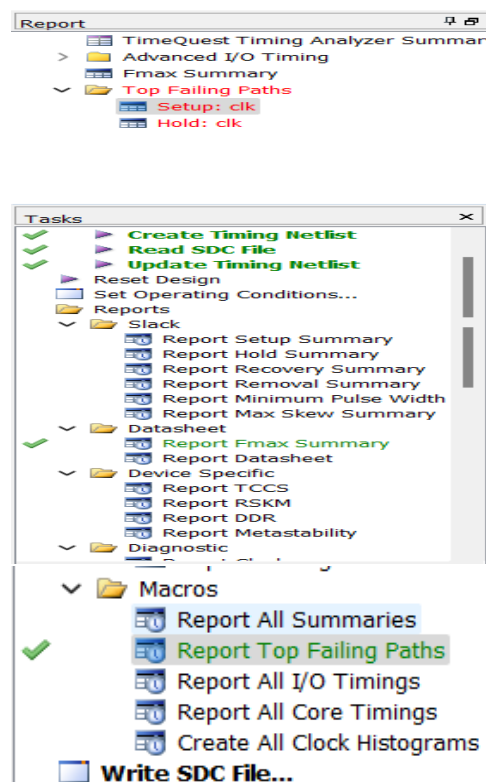 Report
TimeQuest Timing Analyzer Summar
Advanced I/O Timing
Fmax Summary
Top Failing Paths
Setup: clk
Hold: clk
Tasks
Create Timing Netlist
Read SDC File
Update Timing Netlist
Reset Design
Set Operating Conditions...
Reports
Slack
Report Setup Summary
Report Hold Summary
Report Recovery Summary
Report Removal Summary
Report Minimum Pulse Width
Report Max Skew Summary
Datasheet
Report Fmax Summary
Report Datasheet
Device Specific
Report TCCS
Report RSKM
Report DDR
Report Metastability
Diagnostic
Macros
Report All Summaries
Report Top Failing Paths
Report All I/O Timings
Report All Core Timings
Create All Clock Histograms
Write SDC File...